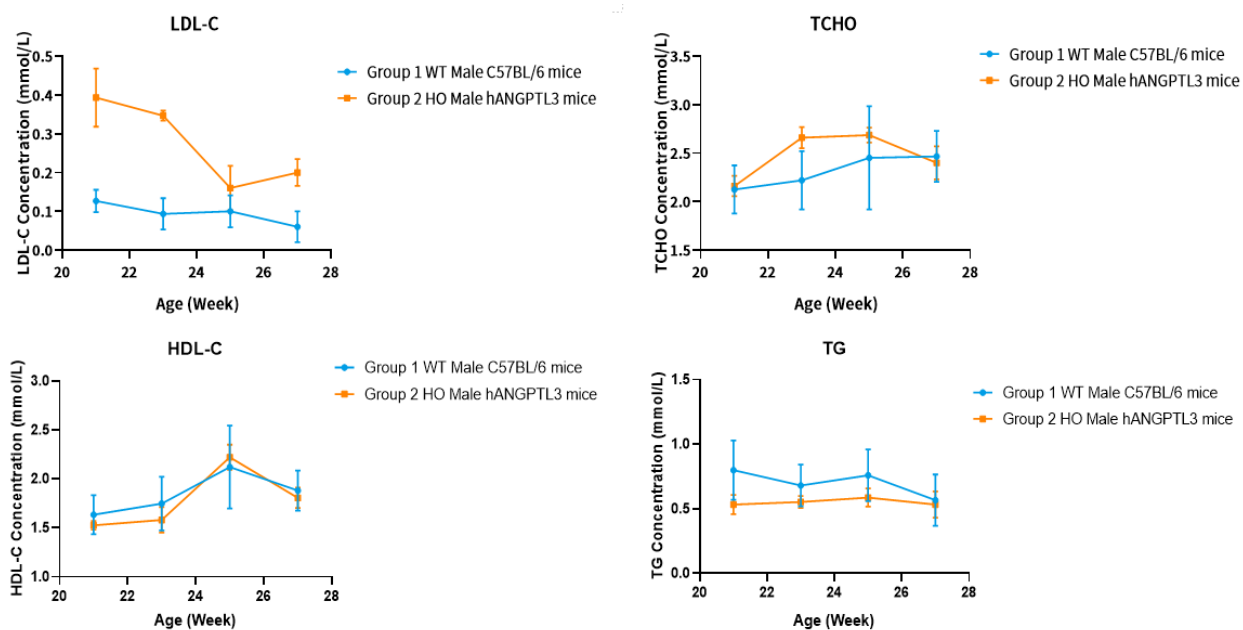 LDL-C
LDL-C Concentration (mmol/L)
0.5
0.4
0.3
0.2
0.1
0.0
20 22 24 26 28
Age (Week)
Group 1 WT Male C57BL/6 mice
Group 2 HO Male hANGPTL3 mice
TCHO
TCHO Concentration (mmol/L)
3.5
3.0
2.5
2.0
1.5
20 22 24 26 28
Age (Week)
Group 1 WT Male C57BL/6 mice
Group 2 HO Male hANGPTL3 mice
HDL-C
HDL-C Concentration (mmol/L)
3.0
2.5
2.0
1.5
1.0
20 22 24 26 28
Age (Week)
Group 1 WT Male C57BL/6 mice
Group 2 HO Male hANGPTL3 mice
TG
TG Concentration (mmol/L)
1.5
1.0
0.5
0.0
20 22 24 26 28
Age (Week)
Group 1 WT Male C57BL/6 mice
Group 2 HO Male hANGPTL3 mice